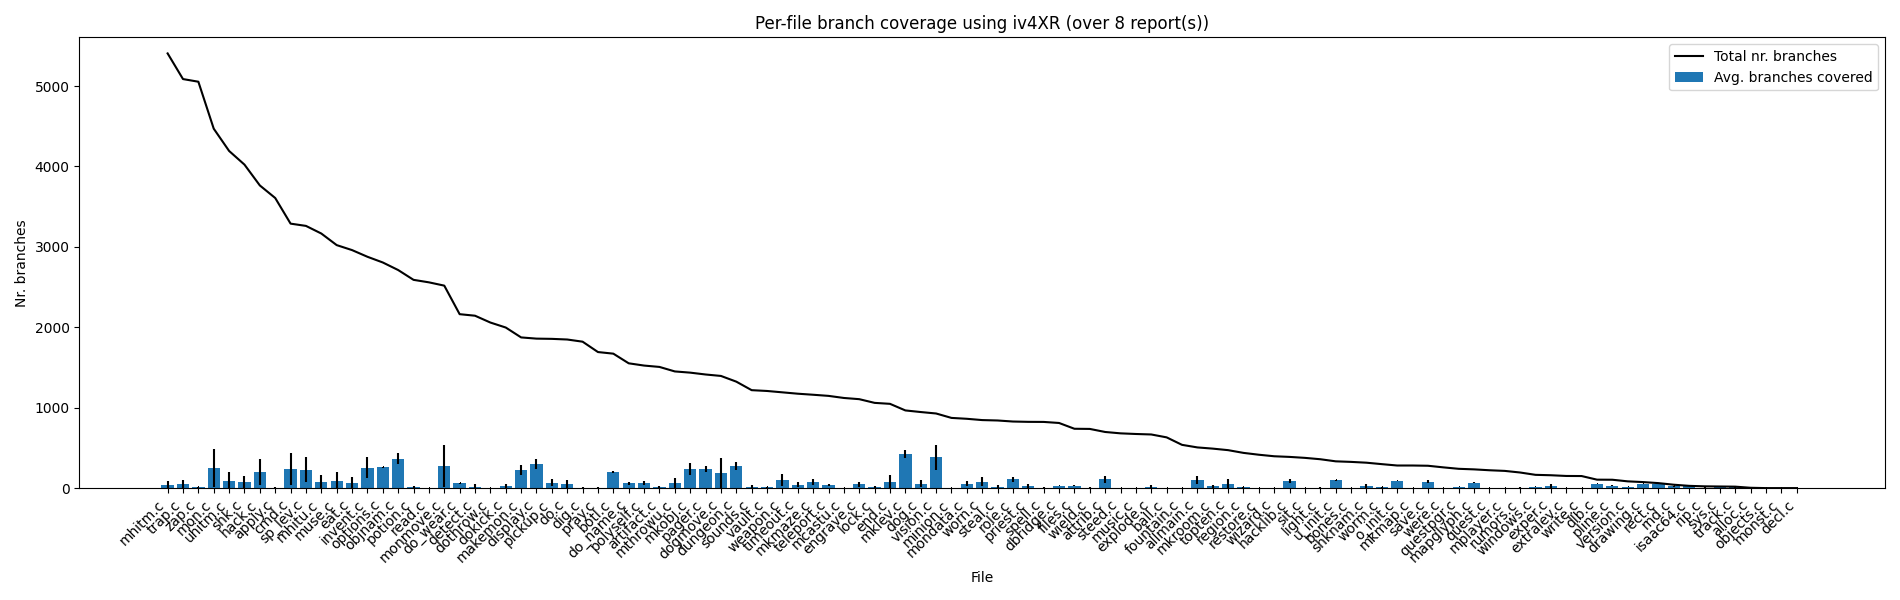 Per-file branch coverage using iv4XR (over 8 report(s))
Total nr. branches
Avg. branches covered
Nr. branches
5000
4000
3000
2000
1000
0
mhitm.c
trap.c
zap.c
mon.c
uhitm.c
shk.c
hack.c
apply.c
cmd.c
sp_lev.c
mhitu.c
muse.c
eat.c
invent.c
options.c
objnam.c
potion.c
read.c
monmove.c
do_wear.c
detect.c
dothrow.c
dokick.c
makemon.c
display.c
pickup.c
do.c
dig.c
pray.c
botl.c
do_name.c
polyself.c
artifact.c
mthrowu.c
mkobj.c
pager.c
dogmove.c
dungeon.c
sounds.c
vault.c
weapon.c
timeout.c
mkmaze.c
teleport.c
mcastu.c
engrave.c
lock.c
end.c
mklev.c
dog.c
vision.c
minion.c
mondata.c
worn.c
steal.c
role.c
priest.c
spell.c
dbridge.c
files.c
wield.c
attrib.c
steed.c
music.c
explode.c
ball.c
fountain.c
allmain.c
mkroom.c
topten.c
region.c
restore.c
wizard.c
hacklib.c
sit.c
light.c
u_init.c
bones.c
shknam.c
worm.c
o_init.c
mkmap.c
save.c
were.c
questpgr.c
mapglyph.c
quest.c
mplayer.c
rumors.c
windows.c
exper.c
extralev.c
write.c
dlb.c
pline.c
version.c
drawing.c
rect.c
rnd.c
isaac64.c
rip.c
sys.c
track.c
alloc.c
objects.c
monst.c
decl.c
File